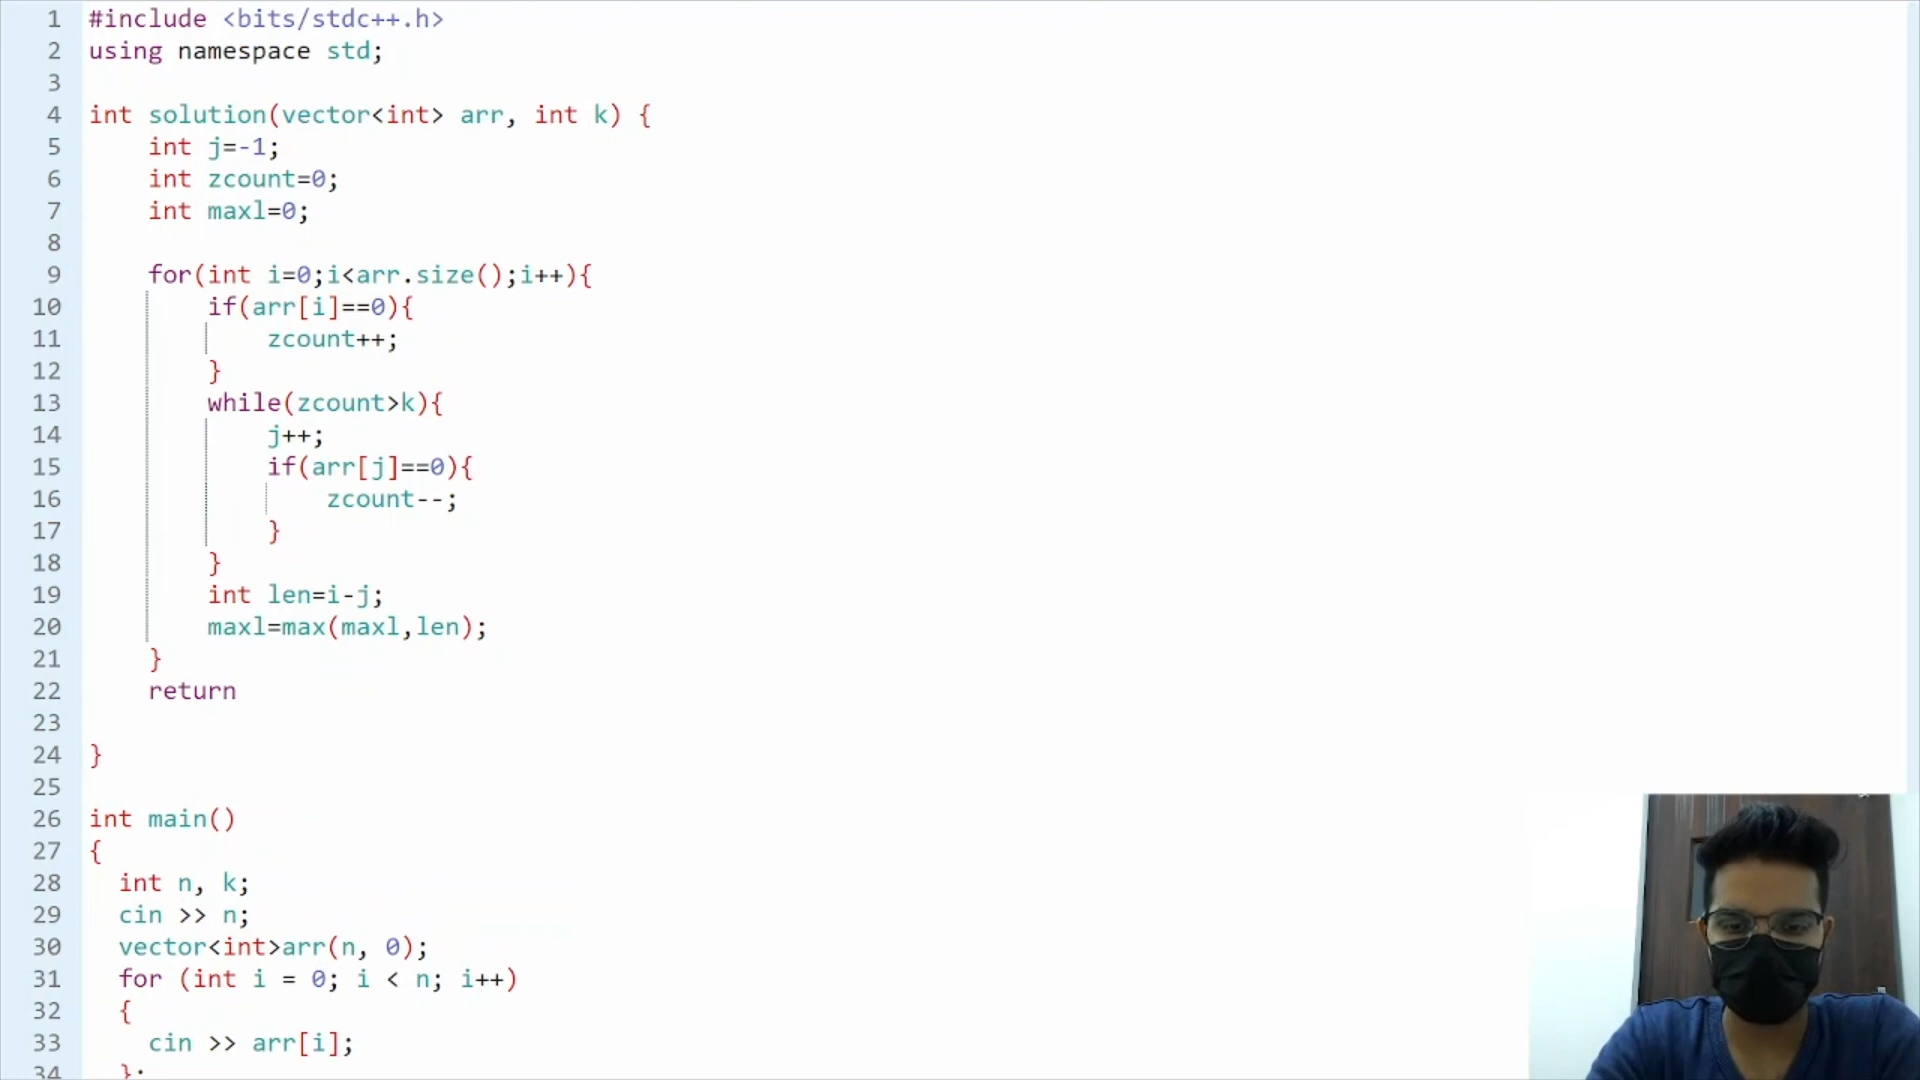 1 #include <bits/stdc++.h>
2 using namespace std;
3
4 int solution(vector<int> arr, int k) {
5 int j=-1;
6 int zcount=0;
7 int maxl=0;
8
9 for(int i=0;i<arr.size();i++){
10 if(arr[i]==0){
11 zcount++;
12 }
13 while(zcount>k){
14 j++;
15 if(arr[j]==0){
16 zcount--;
17 }
18 }
19 int len=i-j;
20 maxl=max(maxl,len);
21 }
22 return
23
24 }
25
26 int main()
27 {
28 int n, k;
29 cin >> n;
30 vector<int>arr(n, 0);
31 for (int i = 0; i < n; i++)
32 {
33 cin >> arr[i];
34 };